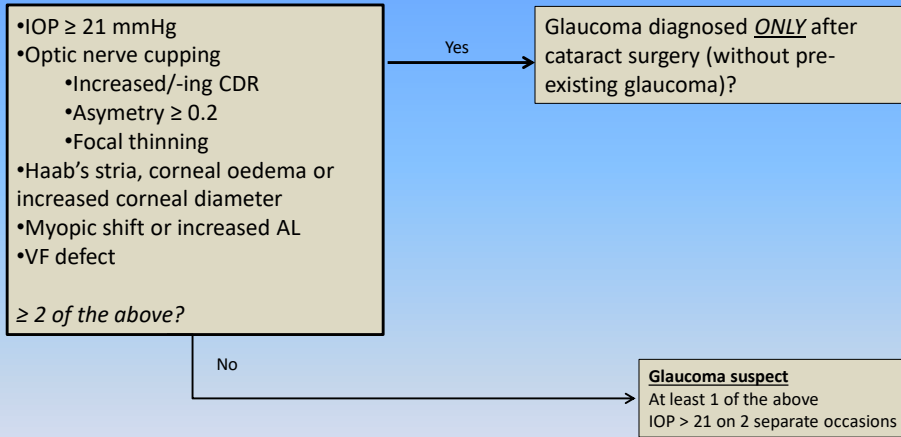 •IOP ≥ 21 mmHg
•Optic nerve cupping
•Increased/-ing CDR
•Asymetry ≥ 0.2
•Focal thinning
•Haab's stria, corneal oedema or
increased corneal diameter
•Myopic shift or increased AL
•VF defect
≥ 2 of the above?
Yes
Glaucoma diagnosed ONLY after
cataract surgery (without pre-
existing glaucoma)?
No
Glaucoma suspect
At least 1 of the above
IOP > 21 on 2 separate occasions